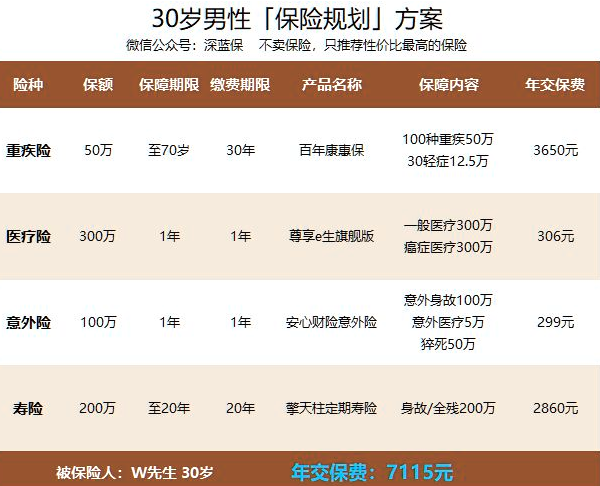 30岁男性「保险规划」方案
微信公众号：深蓝保 不卖保险，只推荐性价比最高的保险
险种 保额 保障期限 缴费期限 产品名称 保障内容 年交保费
重疾险 50万 至70岁 30年 百年康惠保 100种重疾50万 3650元
30轻症12.5万
医疗险 300万 1年 1年 尊享e生旗舰版 一般医疗300万 306元
癌症医疗300万
意外险 100万 1年 1年 安心财险意外险 意外身故100万 299元
意外医疗5万
猝死50万
寿险 200万 至20年 20年 擎天柱定期寿险 身故/全残200万 2860元
被保险人：W先生 30岁 年交保费：7115元